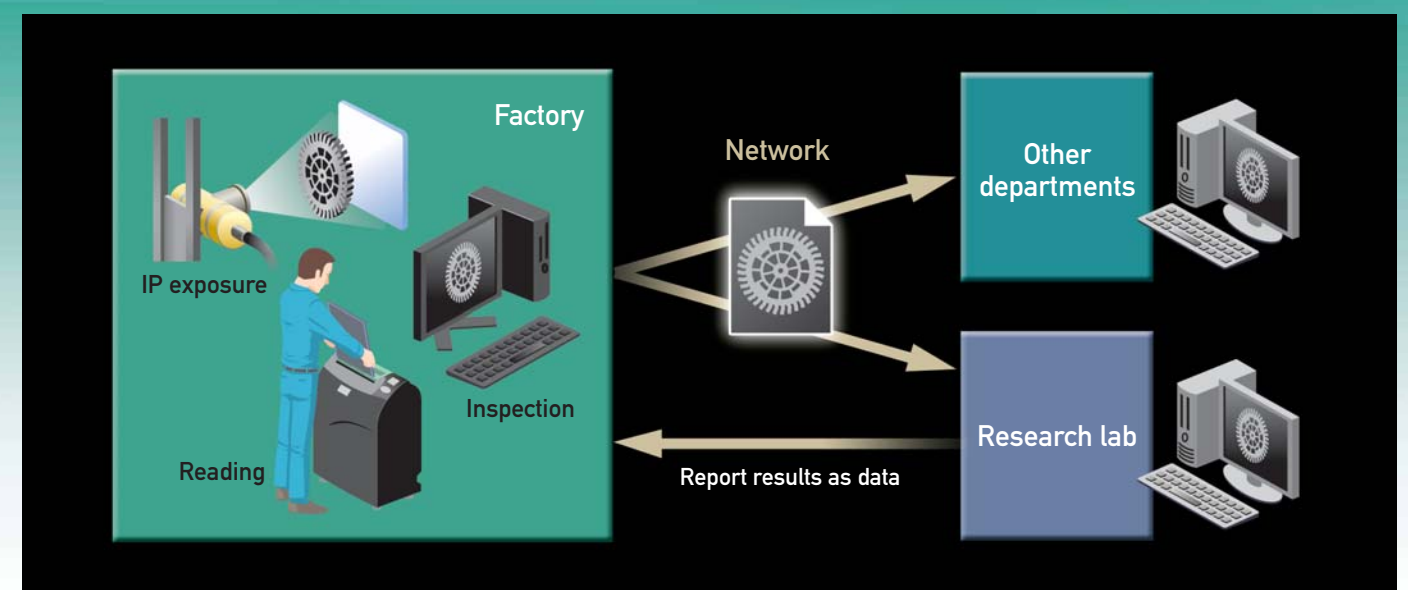 Factory
IP exposure
Reading
Inspection
Network
Other
departments
Research lab
Report results as data